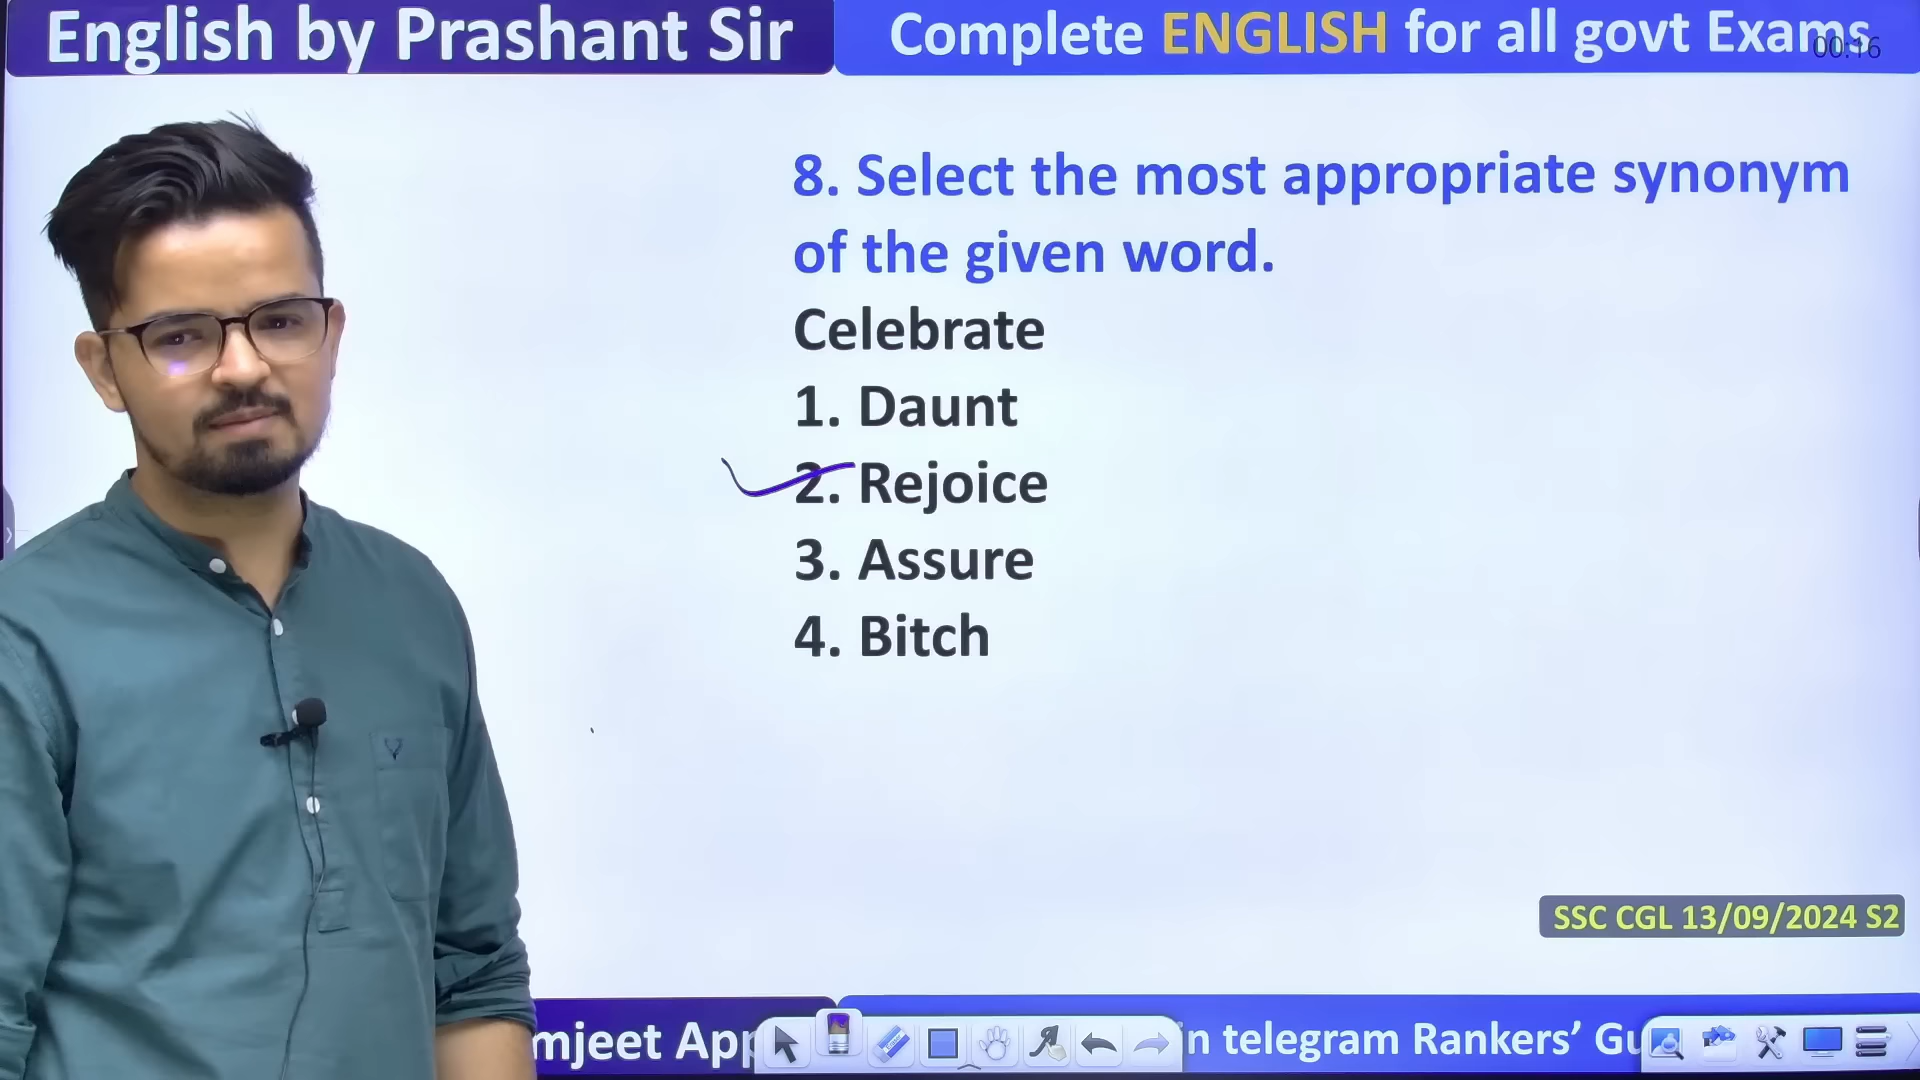 English by Prashant Sir
Complete ENGLISH for all govt Exams
00:16
8. Select the most appropriate synonym
of the given word.
Celebrate
1. Daunt
2. Rejoice
3. Assure
4. Bitch
SSC CGL 13/09/2024 S2
mjeet App
in telegram Rankers’ Gu